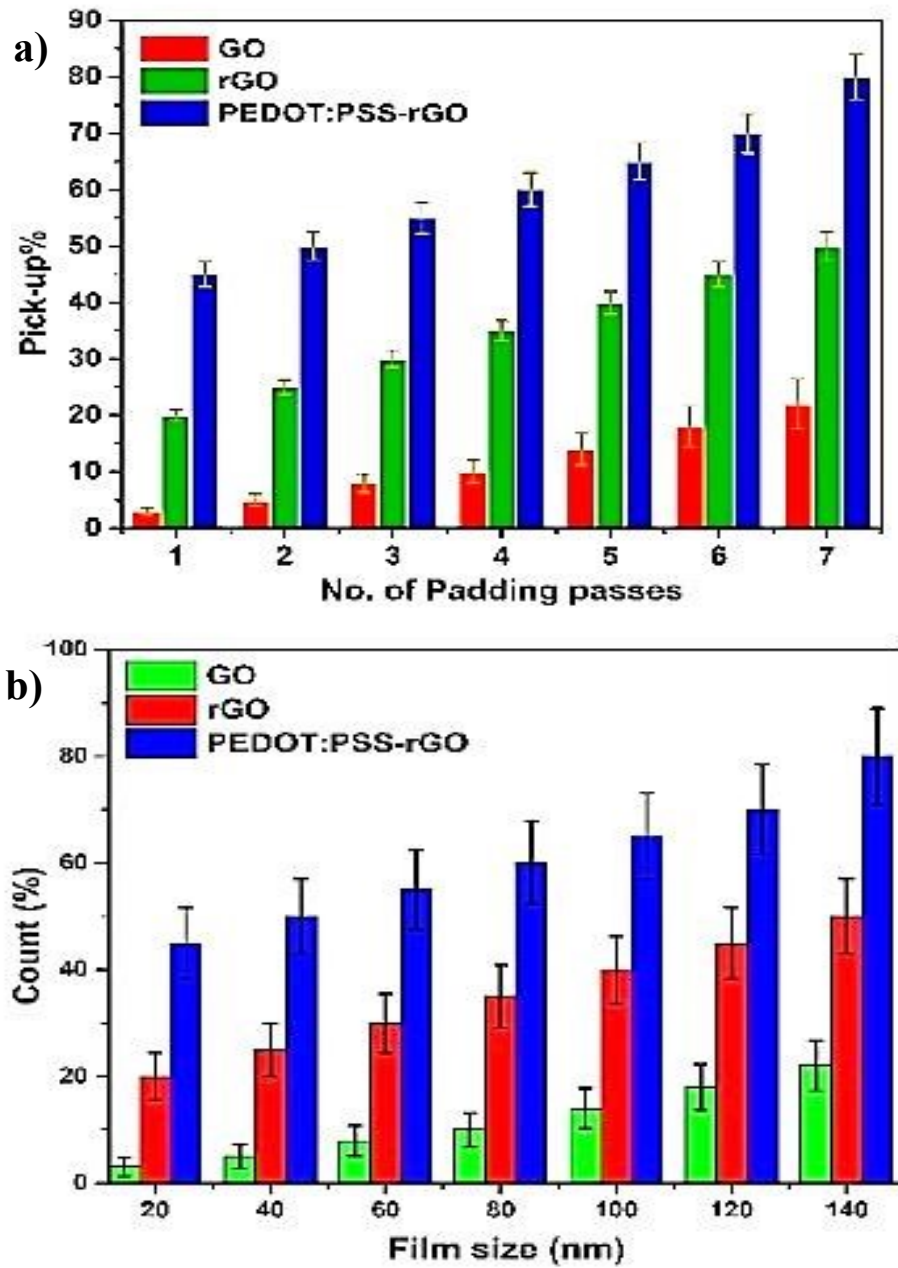 a)
90
80
70
60
50
40
30
20
10
0
Pick-up%
GO
rGO
PEDOT:PSS-rGO
1 2 3 4 5 6 7
No. of Padding passes
b)
100
80
60
40
20
0
Count (%)
GO
rGO
PEDOT:PSS-rGO
20 40 60 80 100 120 140
Film size (nm)